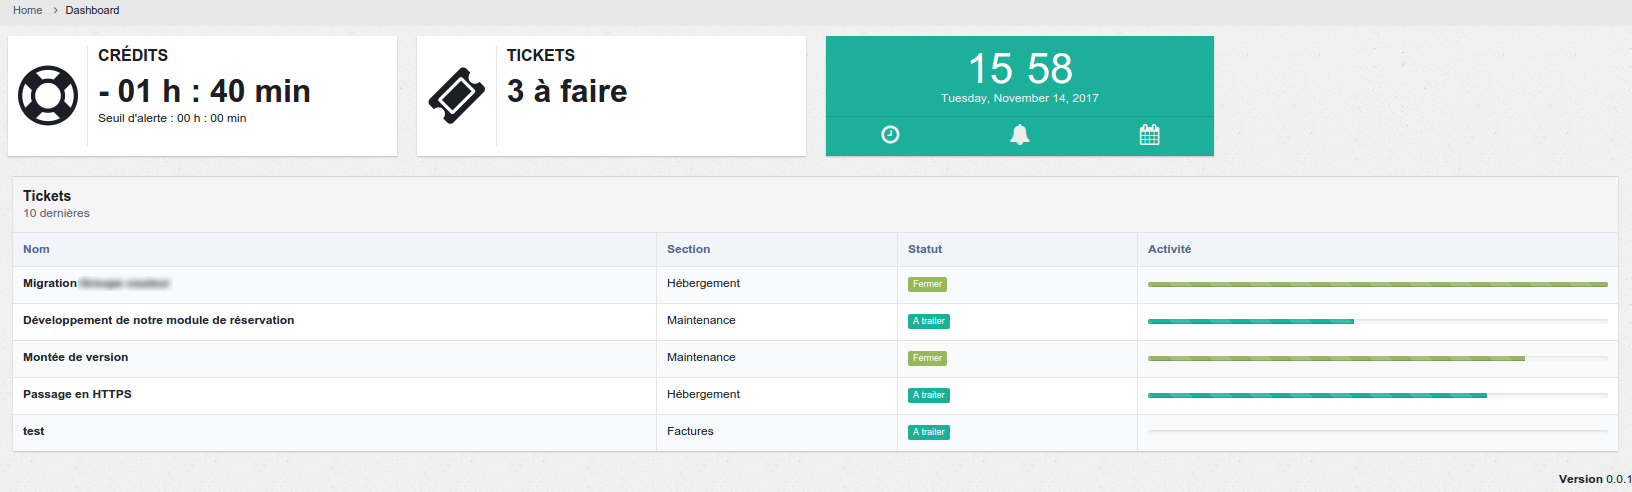 Home > Dashboard
CRÉDITS
- 01 h : 40 min
Seuil d'alerte : 00 h : 00 min
TICKETS
3 à faire
15 58
Tuesday, November 14, 2017
Tickets
10 dernières
Nom Section Statut Activité
Migration Hébergement Fermer
Développement de notre module de réservation Maintenance A traiter
Montée de version Maintenance Fermer
Passage en HTTPS Hébergement A traiter
test Factures A traiter
Version 0.0.1